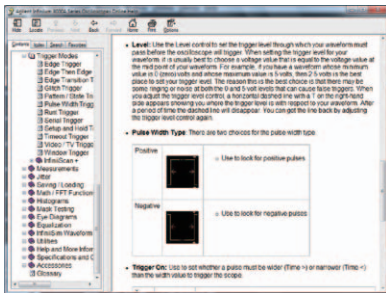 Agilent Infiniium 9000L Series Oscilloscopes Online Help
Hide Locate Previous Next Back Forward Home Print Options
Contents Index Search Favorites
Trigger Modes
Edge Trigger
Edge Then Edge
Edge Transition T
Glitch Trigger
Pattern / State Tri
Pulse Width Trigg
Runt Trigger
Serial Trigger
Setup and Hold Ti
Timeout Trigger
Video / TV Trigge
Window Trigger
InfiniiScan +
Measurements
Jitter
Saving / Loading
Math / FFT Function
Histograms
Mask Testing
Eye Diagrams
Equalization
InfiniiSim Waveform
Utilities
Help and More Infor
Specifications and C
Accessories
Glossary
Level: Use the Level control to set the trigger level through which your waveform must
pass before the oscilloscope will trigger. When setting the trigger level for your
waveform, it is usually best to choose a voltage value that is equal to the voltage value at
the mid point of your waveform. For example, if you have a waveform whose minimum
value is 0 (zero) volts and whose maximum value is 5 volts, then 2.5 volts is the best
place to set your trigger level. The reason this is the best choice is that there may be
some ringing or noise at both the 0 and 5 volt levels that can cause false triggers. When
you adjust the trigger level control, a horizontal dashed line with a T on the right-hand
side appears showing you where the trigger level is with respect to your waveform. After
a period of time the dashed line will disappear. You can get the line back by adjusting
the trigger level control again.
Pulse Width Type: There are two choices for the pulse width type.
Positive
Use to look for positive pulses
Negative
Use to look for negative pulses
Trigger On: Use to set whether a pulse must be wider (Time >) or narrower (Time <)
than the width value to trigger the scope.